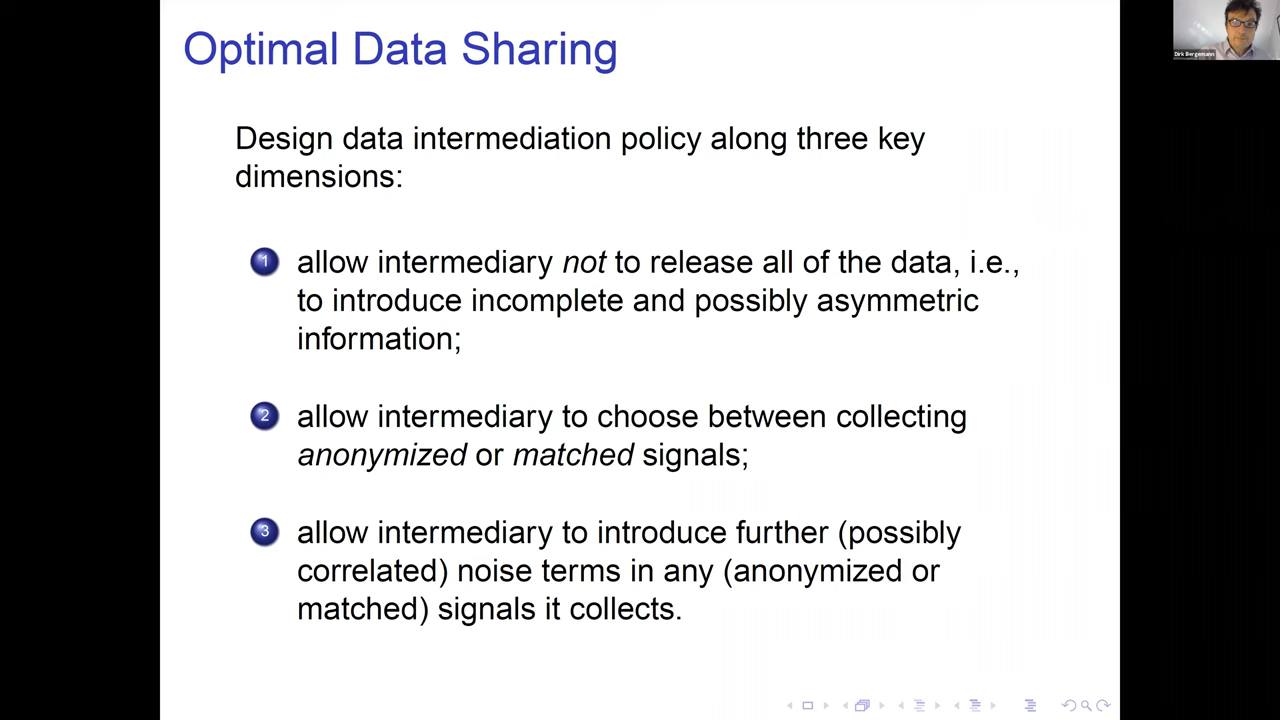 Optimal Data Sharing
Dirk Bergemann
Design data intermediation policy along three key
dimensions:
1 allow intermediary not to release all of the data, i.e.,
to introduce incomplete and possibly asymmetric
information;
2 allow intermediary to choose between collecting
anonymized or matched signals;
3 allow intermediary to introduce further (possibly
correlated) noise terms in any (anonymized or
matched) signals it collects.